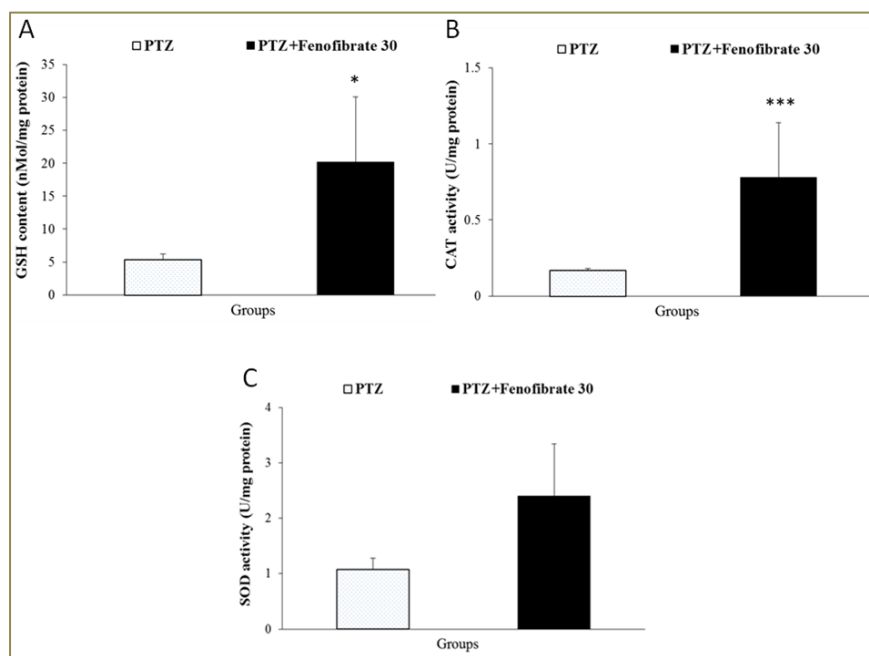 A
PTZ PTZ+Fenofibrate 30
GSH content (nMol/mg protein)
35
30
25
20
15
10
5
0
*
Groups
B
PTZ PTZ+Fenofibrate 30
CAT activity (U/mg protein)
1.5
1
0.5
0
***
Groups
C
PTZ PTZ+Fenofibrate 30
SOD activity (U/mg protein)
4
3
2
1
0
Groups